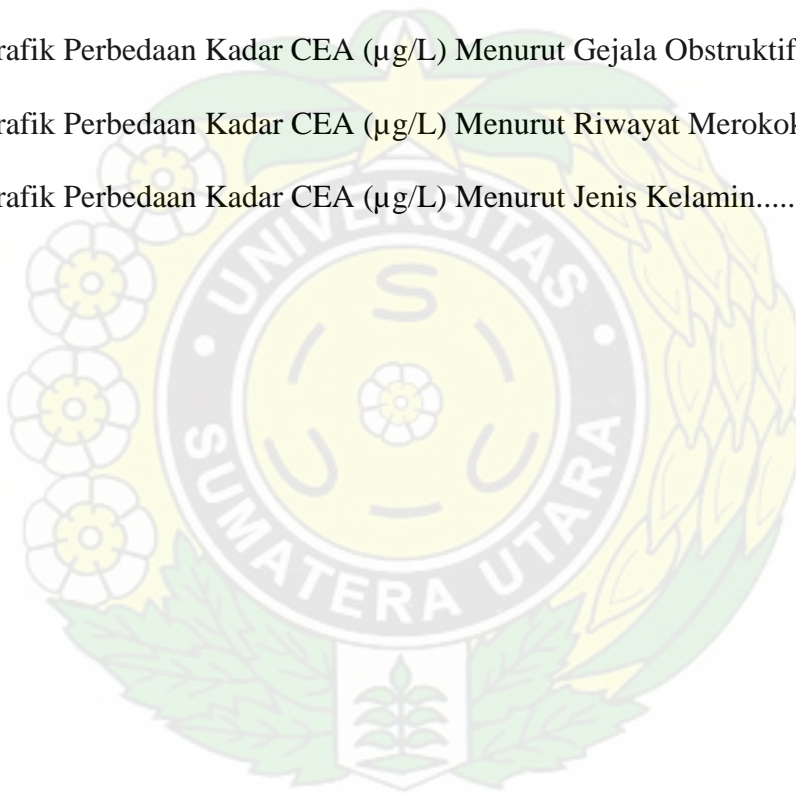 rafik Perbedaan Kadar CEA (µg/L) Menurut Gejala Obstruktif
rafik Perbedaan Kadar CEA (µg/L) Menurut Riwayat Merokok
rafik Perbedaan Kadar CEA (µg/L) Menurut Jenis Kelamin.....
UNIVERSITAS
SUMATERA UTARA
U S U